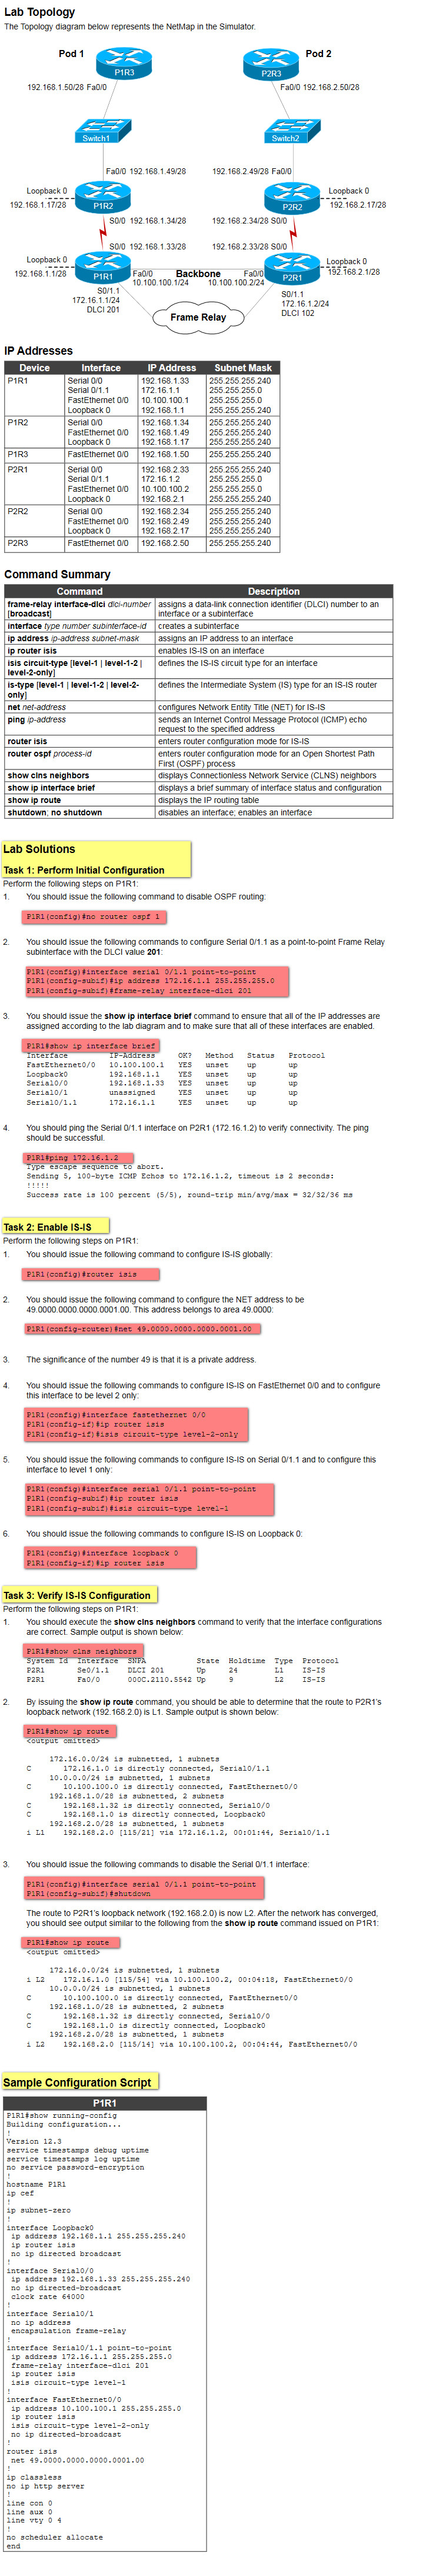 Lab Topology
The Topology diagram below represents the NetMap in the Simulator.
Pod 1
Pod 2
P1R3
P2R3
192.168.1.50/28 Fa0/0
Fa0/0 192.168.2.50/28
Switch1
Switch2
Fa0/0 192.168.1.49/28
192.168.2.49/28 Fa0/0
Loopback 0
192.168.1.17/28
P1R2
P2R2
Loopback 0
192.168.2.17/28
S0/0 192.168.1.34/28
192.168.2.34/28 S0/0
S0/0 192.168.1.33/28
192.168.2.33/28 S0/0
Loopback 0
192.168.1.1/28
P1R1
Fa0/0
10.100.100.1/24
Backbone
Fa0/0
10.100.100.2/24
P2R1
Loopback 0
192.168.2.1/28
S0/1.1
172.16.1.1/24
DLCI 201
S0/1.1
172.16.1.2/24
DLCI 102
Frame Relay
IP Addresses
Device Interface IP Address Subnet Mask
P1R1 Serial 0/0 192.168.1.33 255.255.255.240
Serial 0/1.1 172.16.1.1 255.255.255.0
FastEthernet 0/0 10.100.100.1 255.255.255.0
Loopback 0 192.168.1.1 255.255.255.240
P1R2 Serial 0/0 192.168.1.34 255.255.255.240
FastEthernet 0/0 192.168.1.49 255.255.255.240
Loopback 0 192.168.1.17 255.255.255.240
P1R3 FastEthernet 0/0 192.168.1.50 255.255.255.240
P2R1 Serial 0/0 192.168.2.33 255.255.255.240
Serial 0/1.1 172.16.1.2 255.255.255.0
FastEthernet 0/0 10.100.100.2 255.255.255.0
Loopback 0 192.168.2.1 255.255.255.240
P2R2 Serial 0/0 192.168.2.34 255.255.255.240
FastEthernet 0/0 192.168.2.49 255.255.255.240
Loopback 0 192.168.2.17 255.255.255.240
P2R3 FastEthernet 0/0 192.168.2.50 255.255.255.240
Command Summary
Command Description
frame-relay interface-dlci dlci-number [broadcast] assigns a data-link connection identifier (DLCI) number to an interface or a subinterface
interface type number subinterface-id creates a subinterface
ip address ip-address subnet-mask assigns an IP address to an interface
ip router isis enables IS-IS on an interface
isis circuit-type [level-1 | level-1-2 | level-2-only] defines the IS-IS circuit type for an interface
is-type [level-1 | level-1-2 | level-2-only] defines the Intermediate System (IS) type for an IS-IS router
net net-address configures Network Entity Title (NET) for IS-IS
ping ip-address sends an Internet Control Message Protocol (ICMP) echo request to the specified address
router isis enters router configuration mode for IS-IS
router ospf process-id enters router configuration mode for an Open Shortest Path First (OSPF) process
show clns neighbors displays Connectionless Network Service (CLNS) neighbors
show ip interface brief displays a brief summary of interface status and configuration
show ip route displays the IP routing table
shutdown; no shutdown disables an interface; enables an interface
Lab Solutions
Task 1: Perform Initial Configuration
Perform the following steps on P1R1:
1. You should issue the following command to disable OSPF routing:
P1R1(config)#no router ospf 1
2. You should issue the following commands to configure Serial 0/1.1 as a point-to-point Frame Relay
subinterface with the DLCI value 201:
P1R1(config)#interface serial 0/1.1 point-to-point
P1R1(config-subif)#ip address 172.16.1.1 255.255.255.0
P1R1(config-subif)#frame-relay interface-dlci 201
3. You should issue the show ip interface brief command to ensure that all of the IP addresses are
assigned according to the lab diagram and to make sure that all of these interfaces are enabled.
P1R1#show ip interface brief
Interface IP-Address OK? Method Status Protocol
FastEthernet0/0 10.100.100.1 YES unset up up
Loopback0 192.168.1.1 YES unset up up
Serial0/0 192.168.1.33 YES unset up up
Serial0/1 unassigned YES unset up up
Serial0/1.1 172.16.1.1 YES unset up up
4. You should ping the Serial 0/1.1 interface on P2R1 (172.16.1.2) to verify connectivity. The ping
should be successful.
P1R1#ping 172.16.1.2
Type escape sequence to abort.
Sending 5, 100-byte ICMP Echos to 172.16.1.2, timeout is 2 seconds:
!!!!!
Success rate is 100 percent (5/5), round-trip min/avg/max = 32/32/36 ms
Task 2: Enable IS-IS
Perform the following steps on P1R1:
1. You should issue the following command to configure IS-IS globally:
P1R1(config)#router isis
2. You should issue the following command to configure the NET address to be
49.0000.0000.0000.0001.00. This address belongs to area 49.0000:
P1R1(config-router)#net 49.0000.0000.0000.0001.00
3. The significance of the number 49 is that it is a private address.
4. You should issue the following commands to configure IS-IS on FastEthernet 0/0 and to configure
this interface to be level 2 only:
P1R1(config)#interface fastethernet 0/0
P1R1(config-if)#ip router isis
P1R1(config-if)#isis circuit-type level-2-only
5. You should issue the following commands to configure IS-IS on Serial 0/1.1 and to configure this
interface to level 1 only:
P1R1(config)#interface serial 0/1.1 point-to-point
P1R1(config-subif)#ip router isis
P1R1(config-subif)#isis circuit-type level-1
6. You should issue the following commands to configure IS-IS on Loopback 0:
P1R1(config)#interface loopback 0
P1R1(config-if)#ip router isis
Task 3: Verify IS-IS Configuration
Perform the following steps on P1R1:
1. You should execute the show clns neighbors command to verify that the interface configurations
are correct. Sample output is shown below:
P1R1#show clns neighbors
System Id Interface SNPA State Holdtime Type Protocol
P2R1 Se0/1.1 DLCI 201 Up 24 L1 IS-IS
P2R1 Fa0/0 000C.2110.5542 Up 9 L2 IS-IS
2. By issuing the show ip route command, you should be able to determine that the route to P2R1's
loopback network (192.168.2.0) is L1. Sample output is shown below:
P1R1#show ip route
<output omitted>
172.16.0.0/24 is subnetted, 1 subnets
C 172.16.1.0 is directly connected, Serial0/1.1
10.0.0.0/24 is subnetted, 1 subnets
C 10.100.100.0 is directly connected, FastEthernet0/0
192.168.1.0/28 is subnetted, 2 subnets
C 192.168.1.32 is directly connected, Serial0/0
C 192.168.1.0 is directly connected, Loopback0
192.168.2.0/28 is subnetted, 1 subnets
i L1 192.168.2.0 [115/21] via 172.16.1.2, 00:01:44, Serial0/1.1
3. You should issue the following commands to disable the Serial 0/1.1 interface:
P1R1(config)#interface serial 0/1.1 point-to-point
P1R1(config-subif)#shutdown
The route to P2R1's loopback network (192.168.2.0) is now L2. After the network has converged,
you should see output similar to the following from the show ip route command issued on P1R1:
P1R1#show ip route
<output omitted>
172.16.0.0/24 is subnetted, 1 subnets
i L2 172.16.1.0 [115/54] via 10.100.100.2, 00:04:18, FastEthernet0/0
10.0.0.0/24 is subnetted, 1 subnets
C 10.100.100.0 is directly connected, FastEthernet0/0
192.168.1.0/28 is subnetted, 2 subnets
C 192.168.1.32 is directly connected, Serial0/0
C 192.168.1.0 is directly connected, Loopback0
192.168.2.0/28 is subnetted, 1 subnets
i L2 192.168.2.0 [115/14] via 10.100.100.2, 00:04:44, FastEthernet0/0
Sample Configuration Script
P1R1
P1R1#show running-config
Building configuration...
!
Version 12.3
service timestamps debug uptime
service timestamps log uptime
no service password-encryption
!
hostname P1R1
ip cef
!
ip subnet-zero
!
interface Loopback0
ip address 192.168.1.1 255.255.255.240
ip router isis
no ip directed broadcast
!
interface Serial0/0
ip address 192.168.1.33 255.255.255.240
no ip directed-broadcast
clock rate 64000
!
interface Serial0/1
no ip address
encapsulation frame-relay
!
interface Serial0/1.1 point-to-point
ip address 172.16.1.1 255.255.255.0
frame-relay interface-dlci 201
ip router isis
isis circuit-type level-1
!
interface FastEthernet0/0
ip address 10.100.100.1 255.255.255.0
ip router isis
isis circuit-type level-2-only
no ip directed-broadcast
!
router isis
net 49.0000.0000.0000.0001.00
!
ip classless
no ip http server
!
line con 0
line aux 0
line vty 0 4
!
no scheduler allocate
end